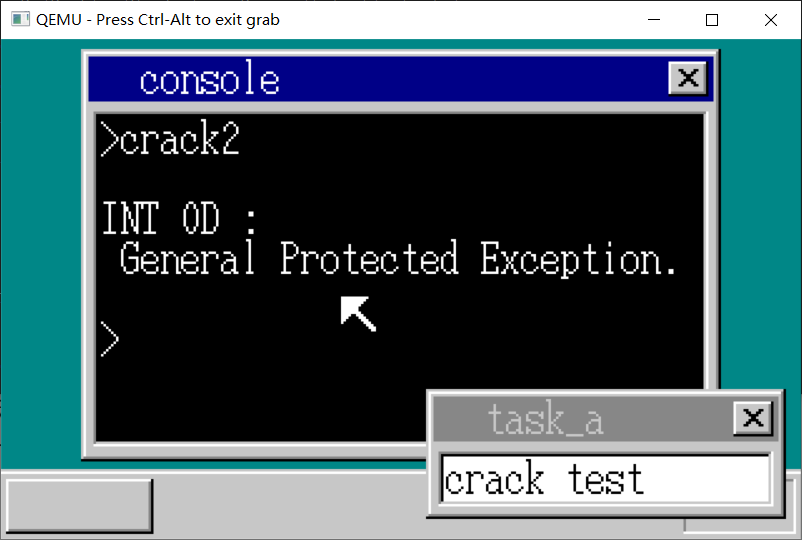 QEMU - Press Ctrl-Alt to exit grab
console
>crack2
INT 0D :
General Protected Exception.
>
task_a
crack test